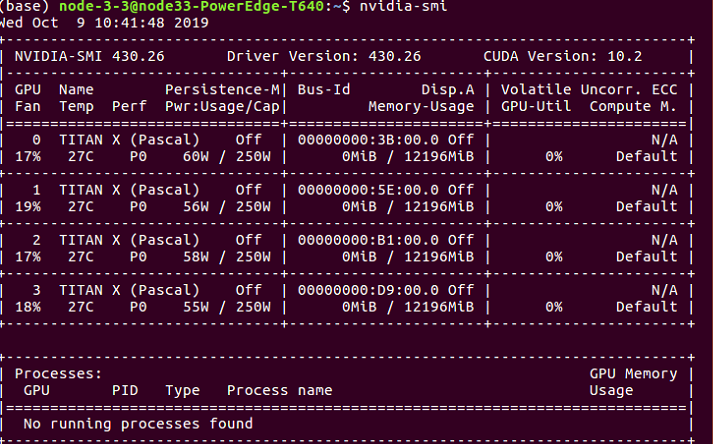 (base) node-3-3@node33-PowerEdge-T640:~$ nvidia-smi
Wed Oct  9 10:41:48 2019
+-----------------------------------------------------------------------------+
| NVIDIA-SMI 430.26       Driver Version: 430.26       CUDA Version: 10.2     |
|-------------------------------+----------------------+----------------------+
| GPU  Name        Persistence-M| Bus-Id        Disp.A | Volatile Uncorr. ECC |
| Fan  Temp  Perf  Pwr:Usage/Cap|         Memory-Usage | GPU-Util  Compute M. |
|===============================+======================+======================|
|   0  TITAN X (Pascal)    Off  | 00000000:3B:00.0 Off |                  N/A |
| 17%   27C    P0    60W / 250W |      0MiB / 12196MiB |      0%      Default |
+-------------------------------+----------------------+----------------------+
|   1  TITAN X (Pascal)    Off  | 00000000:5E:00.0 Off |                  N/A |
| 19%   27C    P0    56W / 250W |      0MiB / 12196MiB |      0%      Default |
+-------------------------------+----------------------+----------------------+
|   2  TITAN X (Pascal)    Off  | 00000000:B1:00.0 Off |                  N/A |
| 17%   27C    P0    58W / 250W |      0MiB / 12196MiB |      0%      Default |
+-------------------------------+----------------------+----------------------+
|   3  TITAN X (Pascal)    Off  | 00000000:D9:00.0 Off |                  N/A |
| 18%   27C    P0    55W / 250W |      0MiB / 12196MiB |      0%      Default |
+-------------------------------+----------------------+----------------------+

+-----------------------------------------------------------------------------+
| Processes:                                                       GPU Memory |
|  GPU       PID   Type   Process name                             Usage      |
|=============================================================================|
|  No running processes found                                                 |
+-----------------------------------------------------------------------------+